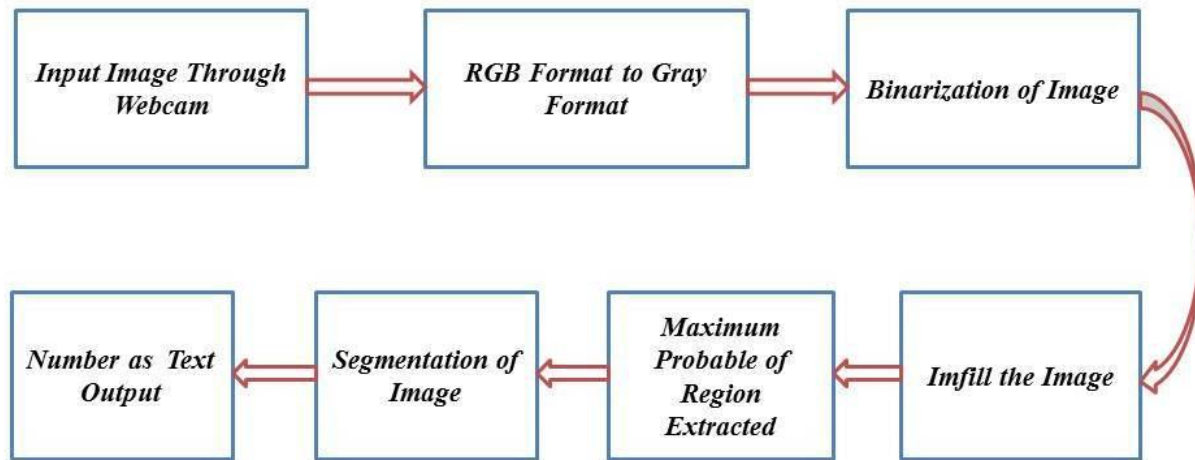 Input Image Through
Webcam
RGB Format to Gray
Format
Binarization of Image
Imfill the Image
Maximum
Probable of
Region
Extracted
Segmentation of
Image
Number as Text
Output